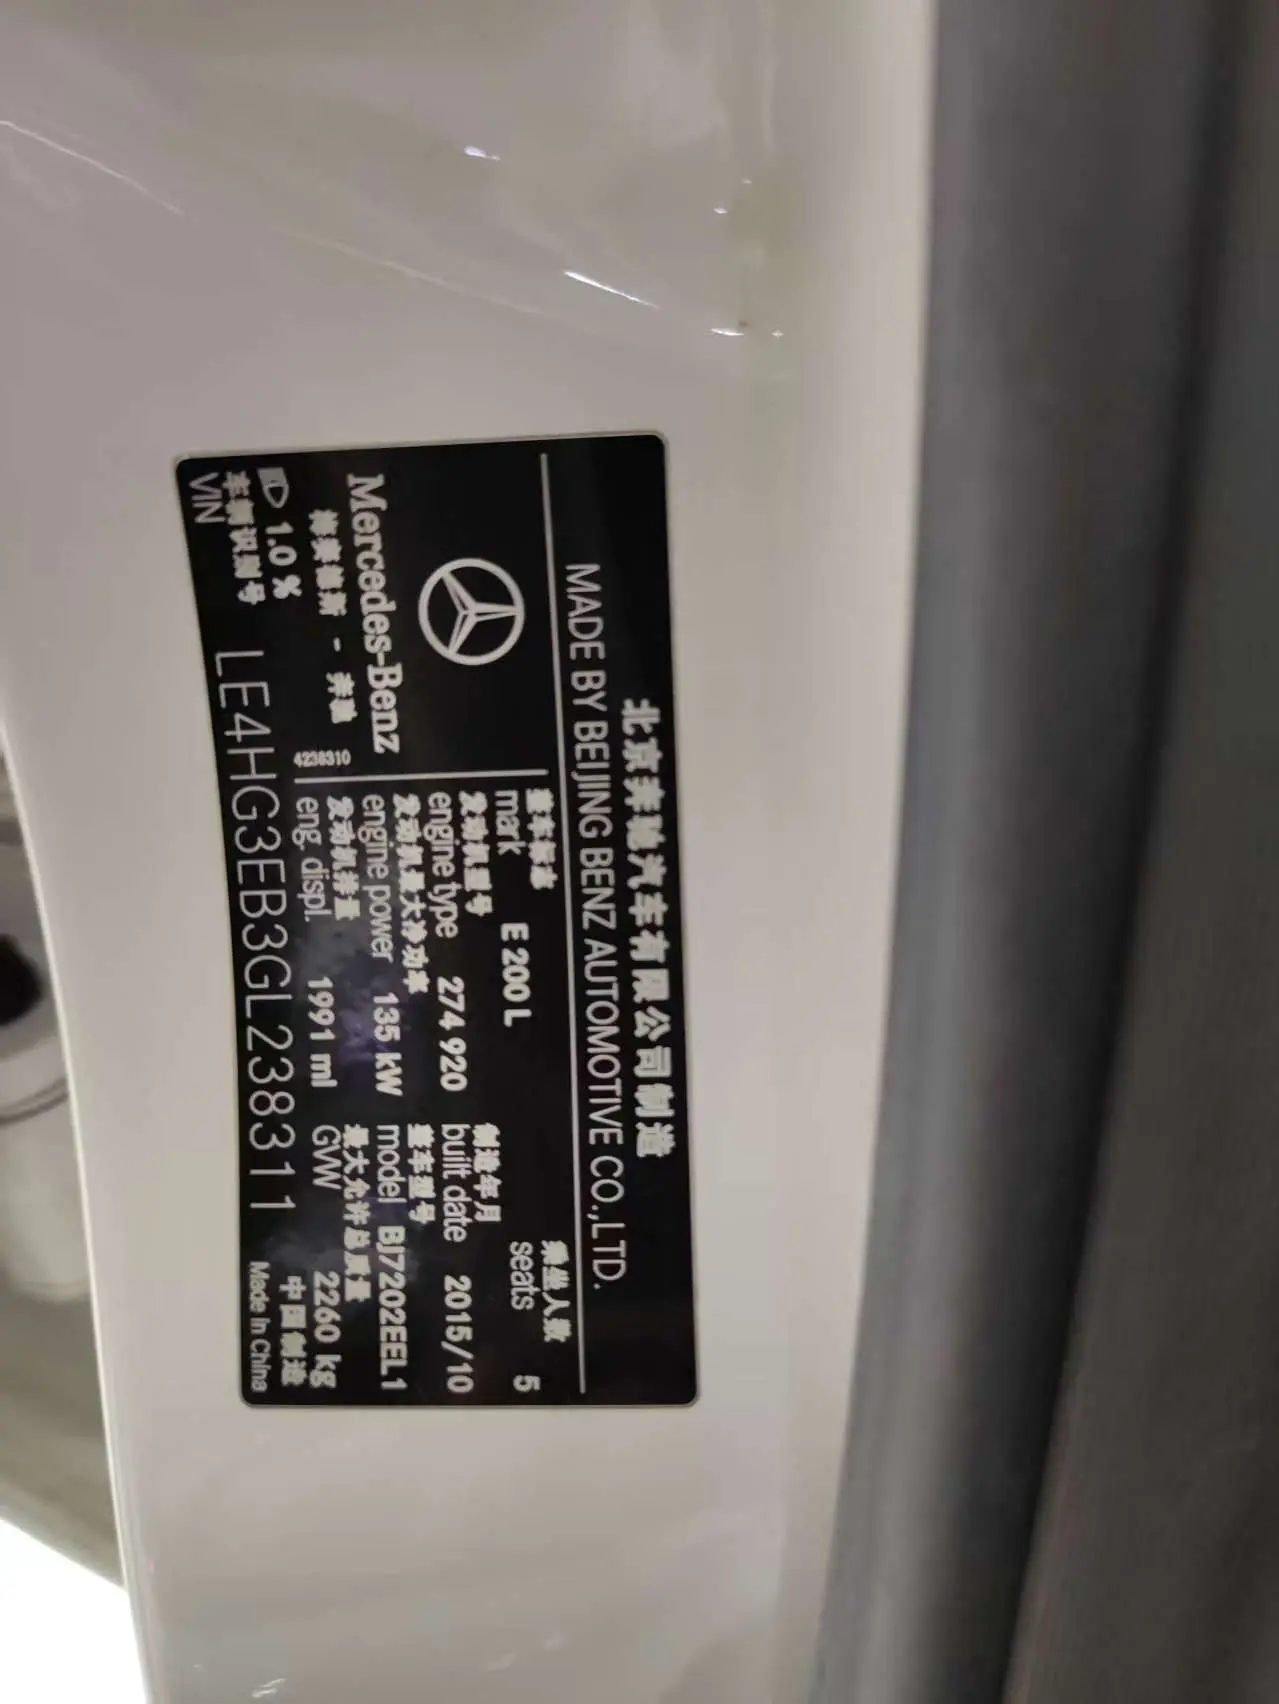 北京奔驰汽车有限公司制造
MADE BY BEIJING BENZ AUTOMOTIVE CO.,LTD.
乘坐人数
seats 5
整车标志
mark E 200 L
发动机型号
engine type 274 920
制造年月
built date 2015/10
发动机最大净功率
engine power 135 kW
整车型号
model BJ7202EEL1
发动机排量
eng. displ. 1991 ml
最大允许总质量
GVW 2260 kg
Mercedes-Benz
梅赛德斯 - 奔驰
4238310
1.0 %
车辆识别号
VIN LE4HG3EB3GL238311
中国制造
Made In China